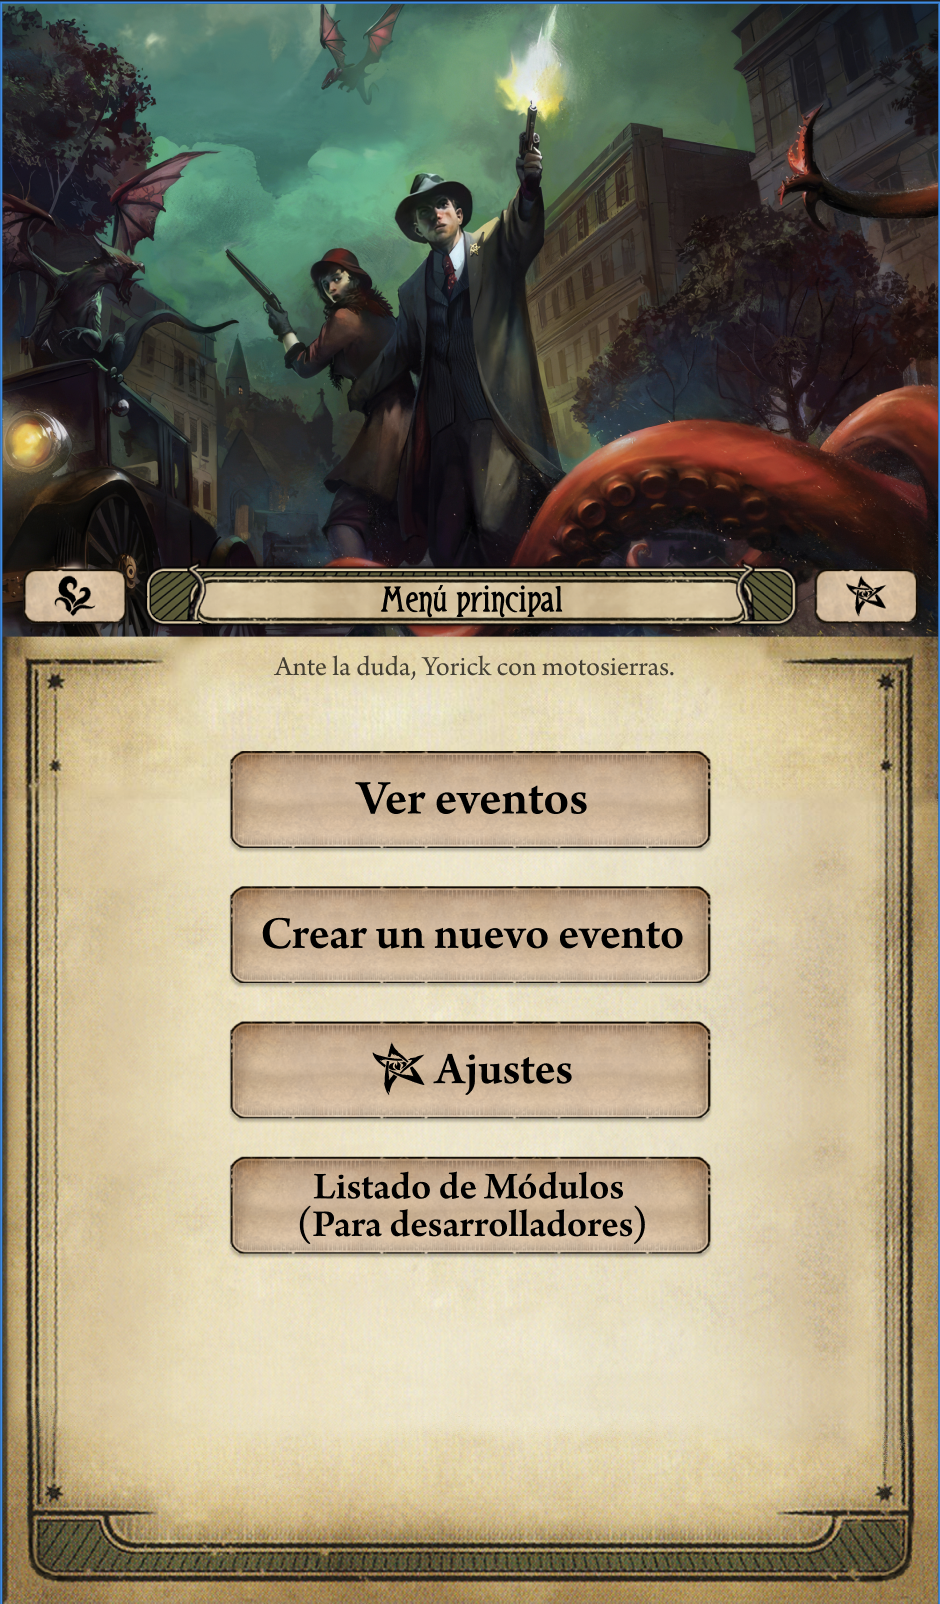 Menú principal
Ante la duda, Yorick con motosierras.
Ver eventos
Crear un nuevo evento
Ajustes
Listado de Módulos
(Para desarrolladores)